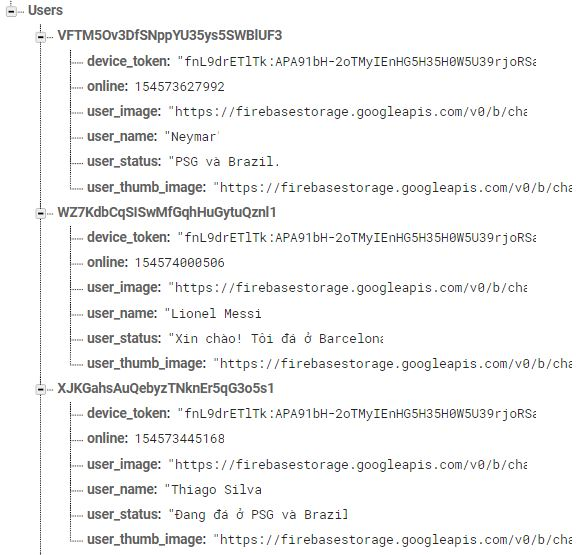 Users
VFTM5Ov3DfSNppYU35ys5SWBlUF3
device_token: "fnL9drETlTk:APA91bH-2oTMyIEnHG5H35H0W5U39rjoRSa
online: 154573627992
user_image: "https://firebasestorage.googleapis.com/v0/b/cha
user_name: "Neymar
user_status: "PSG và Brazil.
user_thumb_image: "https://firebasestorage.googleapis.com/v0/b/cha
WZ7KdbCqSISwMfGqhHuGytuQznl1
device_token: "fnL9drETlTk:APA91bH-2oTMyIEnHG5H35H0W5U39rjoRSa
online: 154574000506
user_image: "https://firebasestorage.googleapis.com/v0/b/cha
user_name: "Lionel Messi
user_status: "Xin chào! Tôi đá ở Barcelona
user_thumb_image: "https://firebasestorage.googleapis.com/v0/b/cha
XJKGahsAuQebyzTNknEr5qG3o5s1
device_token: "fnL9drETlTk:APA91bH-2oTMyIEnHG5H35H0W5U39rjoRSa
online: 154573445168
user_image: "https://firebasestorage.googleapis.com/v0/b/cha
user_name: "Thiago Silva
user_status: "Đang đá ở PSG và Brazil
user_thumb_image: "https://firebasestorage.googleapis.com/v0/b/cha